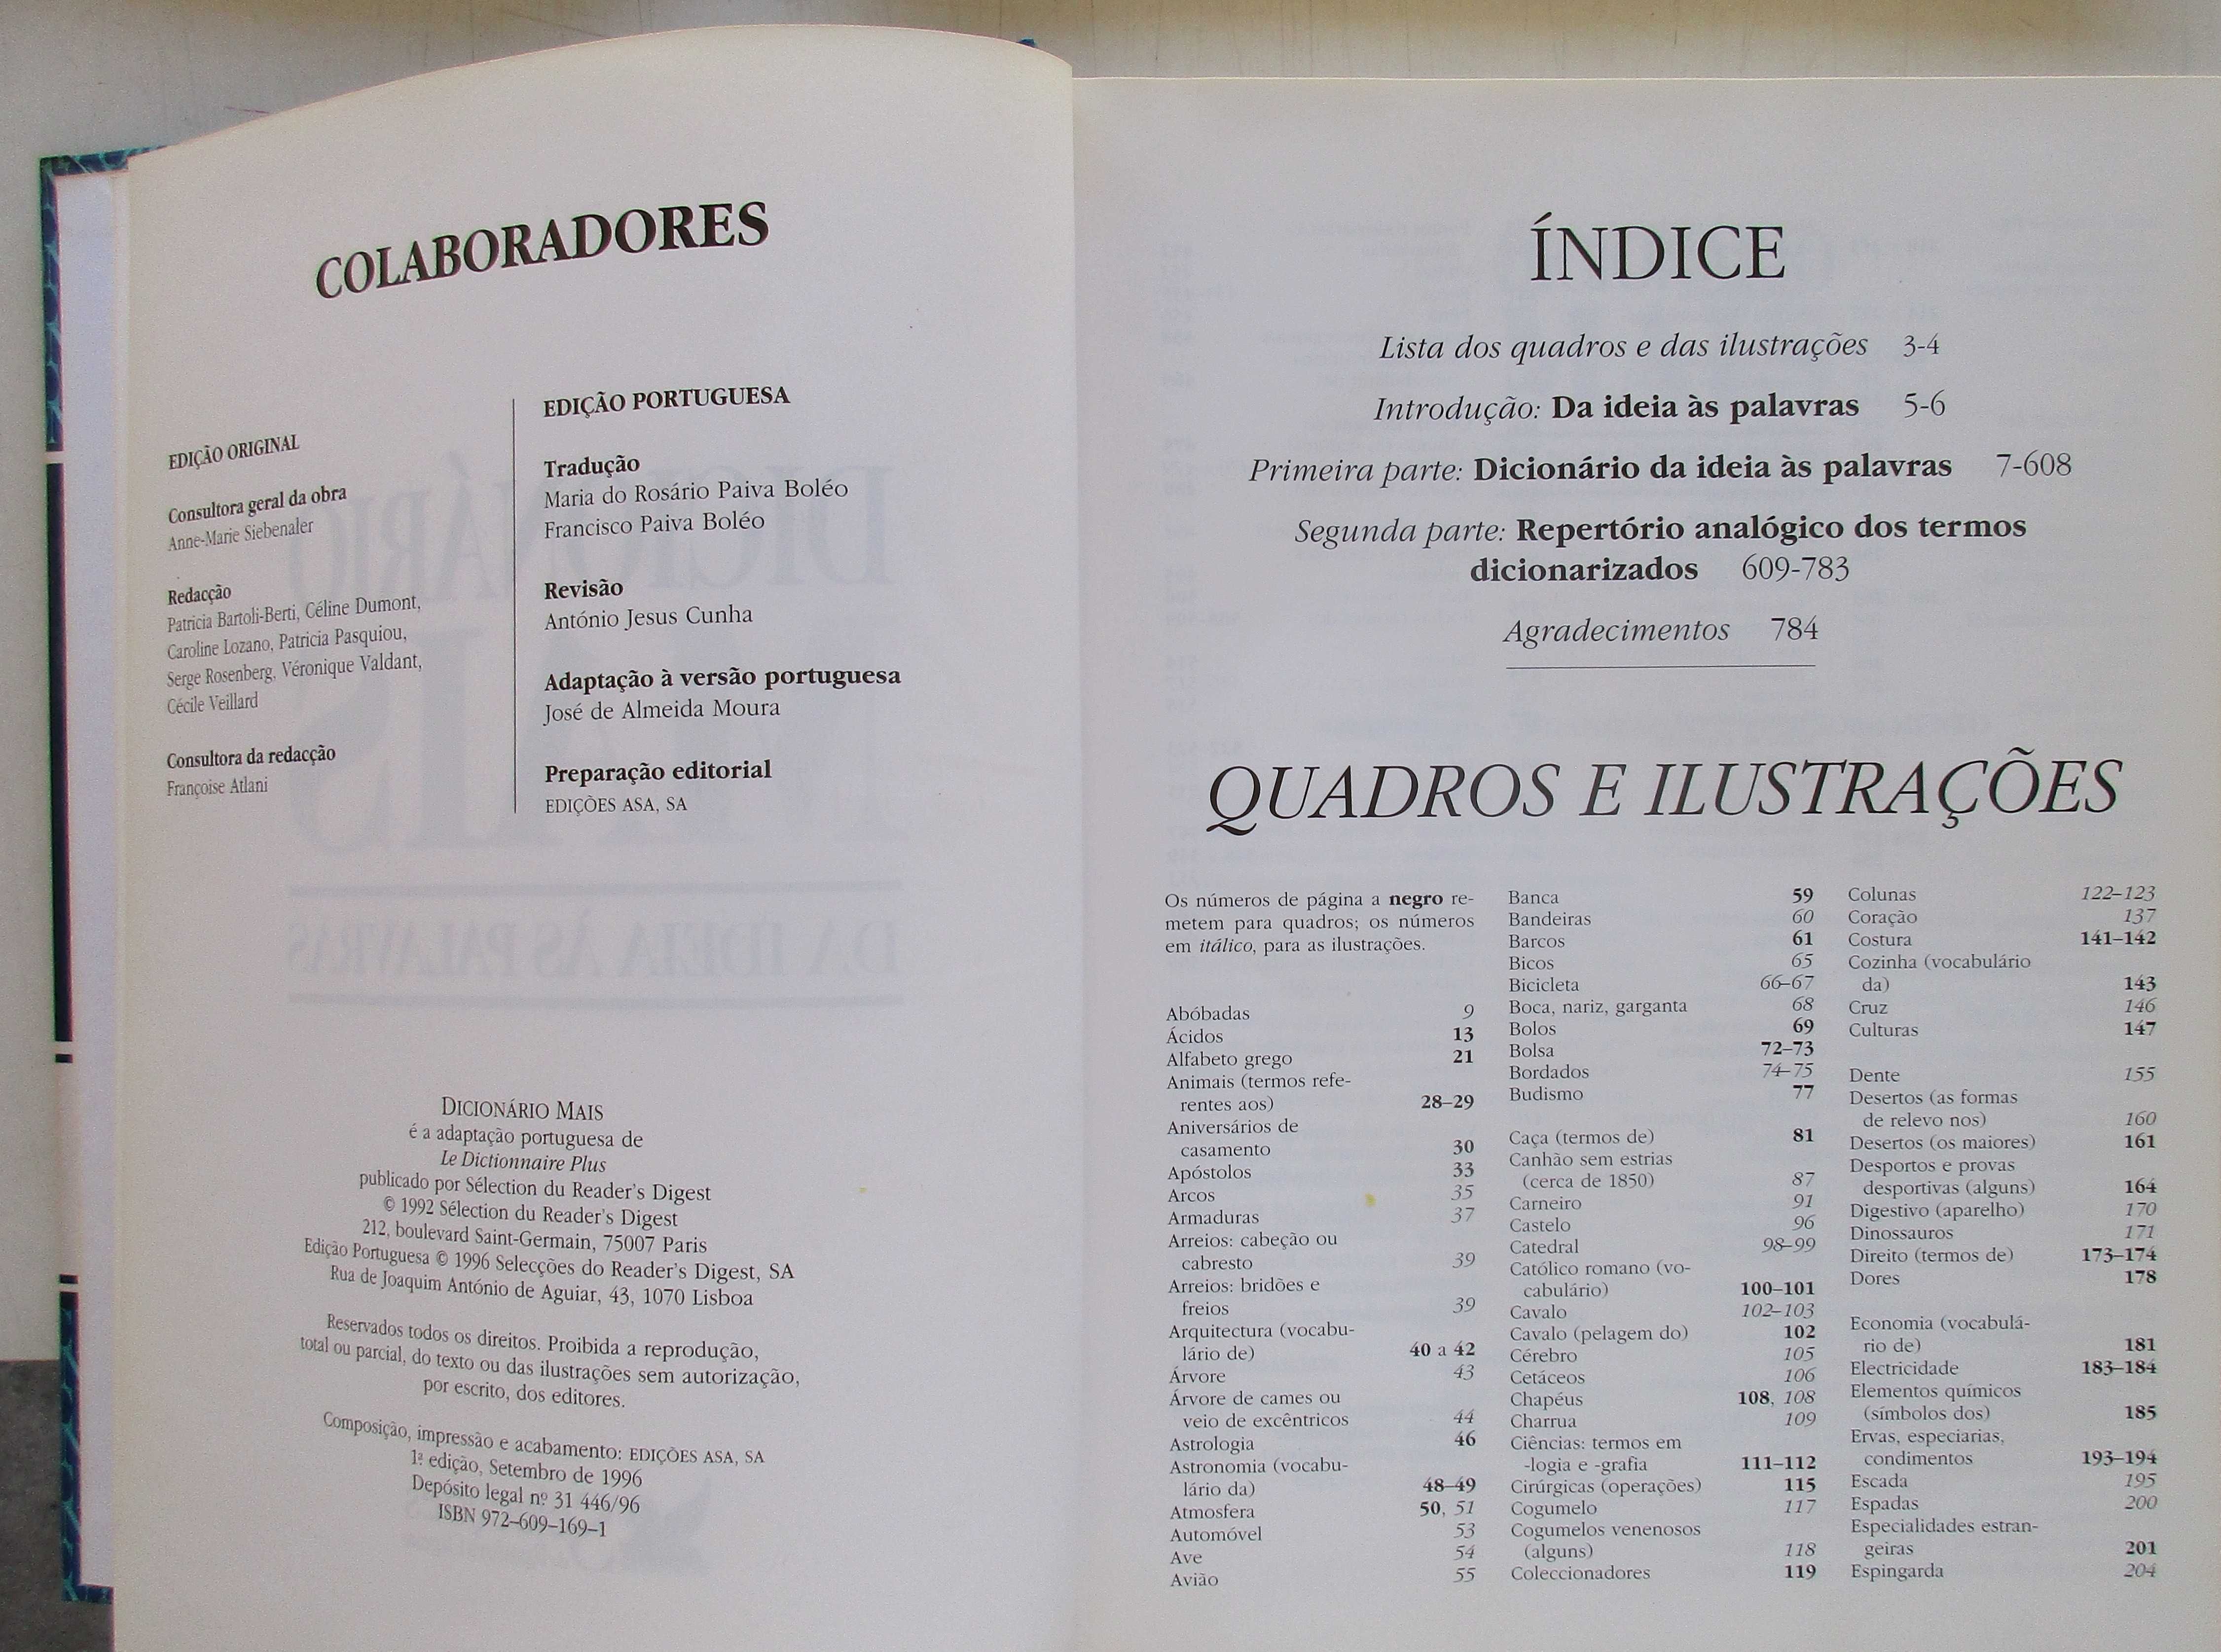 COLABORADORES
EDIÇÃO ORIGINAL
Consultora geral da obra
Anne-Marie Siebenaler
Redacção
Patricia Bartoli-Berti, Céline Dumont,
Caroline Lozano, Patricia Pasquiou,
Serge Rosenberg, Véronique Valdant,
Cécile Veillard
Consultora da redacção
Françoise Atlani
EDIÇÃO PORTUGUESA
Tradução
Maria do Rosário Paiva Boléo
Francisco Paiva Boléo
Revisão
António Jesus Cunha
Adaptação à versão portuguesa
José de Almeida Moura
Preparação editorial
EDIÇÕES ASA, SA
DICIONÁRIO MAIS
é a adaptação portuguesa de
Le Dictionnaire Plus
publicado por Sélection du Reader's Digest
© 1992 Sélection du Reader's Digest
212, boulevard Saint-Germain, 75007 Paris
Edição Portuguesa © 1996 Selecções do Reader's Digest, SA
Rua de Joaquim António de Aguiar, 43, 1070 Lisboa
Reservados todos os direitos. Proibida a reprodução,
total ou parcial, do texto ou das ilustrações sem autorização,
por escrito, dos editores.
Composição, impressão e acabamento: EDIÇÕES ASA, SA
1ª edição, Setembro de 1996
Depósito legal nº 31 446/96
ISBN 972–609–169–1
ÍNDICE
Lista dos quadros e das ilustrações 3-4
Introdução: Da ideia às palavras 5-6
Primeira parte: Dicionário da ideia às palavras 7-608
Segunda parte: Repertório analógico dos termos
dicionarizados 609-783
Agradecimentos 784
QUADROS E ILUSTRAÇÕES
Os números de página a negro re-
metem para quadros; os números
em itálico, para as ilustrações.
Abóbadas 9
Ácidos 13
Alfabeto grego 21
Animais (termos refe-
rentes aos) 28–29
Aniversários de
casamento 30
Apóstolos 33
Arcos 35
Armaduras 37
Arreios: cabeção ou
cabresto 39
Arreios: bridões e
freios 39
Arquitectura (vocabu-
lário de) 40 a 42
Árvore 43
Árvore de cames ou
veio de excêntricos 44
Astrologia 46
Astronomia (vocabu-
lário da) 48–49
Atmosfera 50, 51
Automóvel 53
Ave 54
Avião 55
Banca 59
Bandeiras 60
Barcos 61
Bicos 65
Bicicleta 66–67
Boca, nariz, garganta 68
Bolos 69
Bolsa 72–73
Bordados 74–75
Budismo 77
Caça (termos de) 81
Canhão sem estrias
(cerca de 1850) 87
Carneiro 91
Castelo 96
Catedral 98–99
Católico romano (vo-
cabulário) 100–101
Cavalo 102–103
Cavalo (pelagem do) 102
Cérebro 105
Cetáceos 106
Chapéus 108, 108
Charrua 109
Ciências: termos em
-logia e -grafia 111–112
Cirúrgicas (operações) 115
Cogumelo 117
Cogumelos venenosos
(alguns) 118
Coleccionadores 119
Colunas 122–123
Coração 137
Costura 141–142
Cozinha (vocabulário
da) 143
Cruz 146
Culturas 147
Dente 155
Desertos (as formas
de relevo nos) 160
Desertos (os maiores) 161
Desportos e provas
desportivas (alguns) 164
Digestivo (aparelho) 170
Dinossauros 171
Direito (termos de) 173–174
Dores 178
Economia (vocabulá-
rio de) 181
Electricidade 183–184
Elementos químicos
(símbolos dos) 185
Ervas, especiarias,
condimentos 193–194
Escada 195
Espadas 200
Especialidades estran-
geiras 201
Espingarda 204